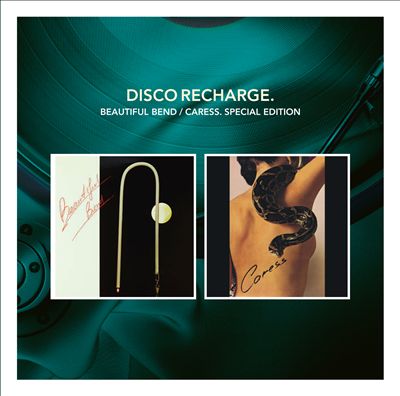 DISCO RECHARGE.
BEAUTIFUL BEND / CARESS. SPECIAL EDITION
Beautiful
Bend
Caress